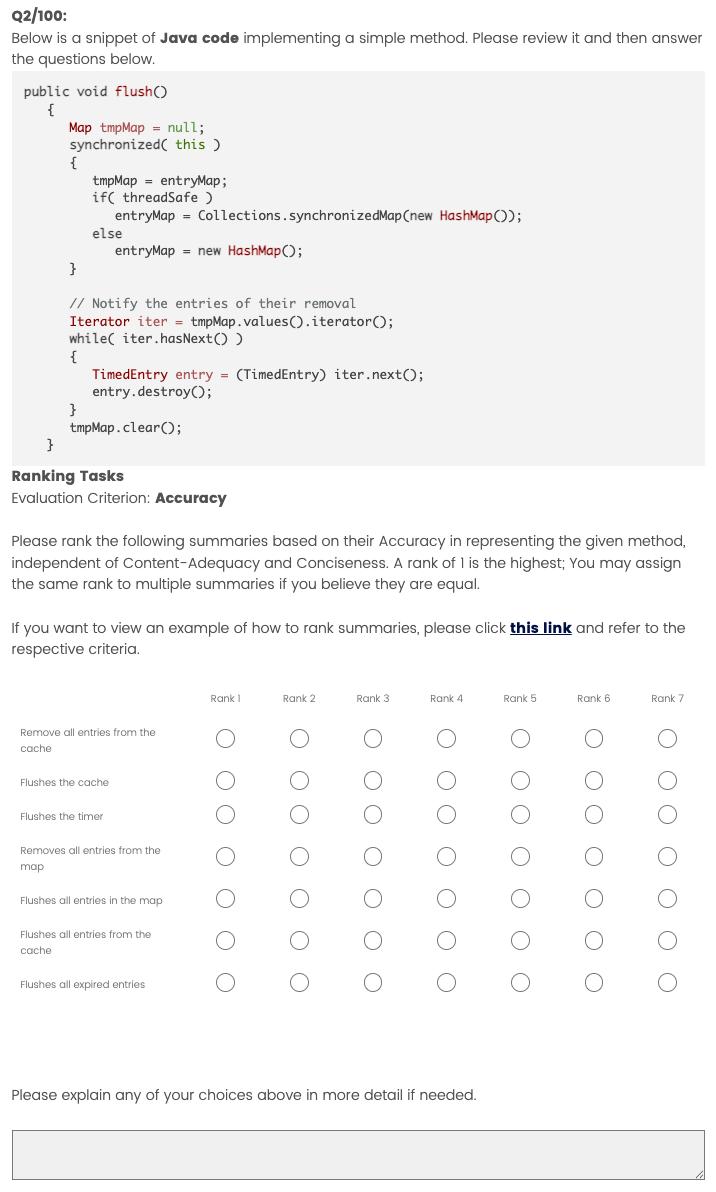 Q2/100:
Below is a snippet of Java code implementing a simple method. Please review it and then answer
the questions below.
public void flush()
{
Map tmpMap = null;
synchronized( this )
{
tmpMap = entryMap;
if( threadSafe )
entryMap = Collections.synchronizedMap(new HashMap());
else
entryMap = new HashMap();
}
// Notify the entries of their removal
Iterator iter = tmpMap.values().iterator();
while( iter.hasNext() )
{
TimedEntry entry = (TimedEntry) iter.next();
entry.destroy();
}
tmpMap.clear();
}
Ranking Tasks
Evaluation Criterion: Accuracy
Please rank the following summaries based on their Accuracy in representing the given method,
independent of Content-Adequacy and Conciseness. A rank of 1 is the highest; You may assign
the same rank to multiple summaries if you believe they are equal.
If you want to view an example of how to rank summaries, please click this link and refer to the
respective criteria.
Rank 1 Rank 2 Rank 3 Rank 4 Rank 5 Rank 6 Rank 7
Remove all entries from the
cache
Flushes the cache
Flushes the timer
Removes all entries from the
map
Flushes all entries in the map
Flushes all entries from the
cache
Flushes all expired entries
Please explain any of your choices above in more detail if needed.